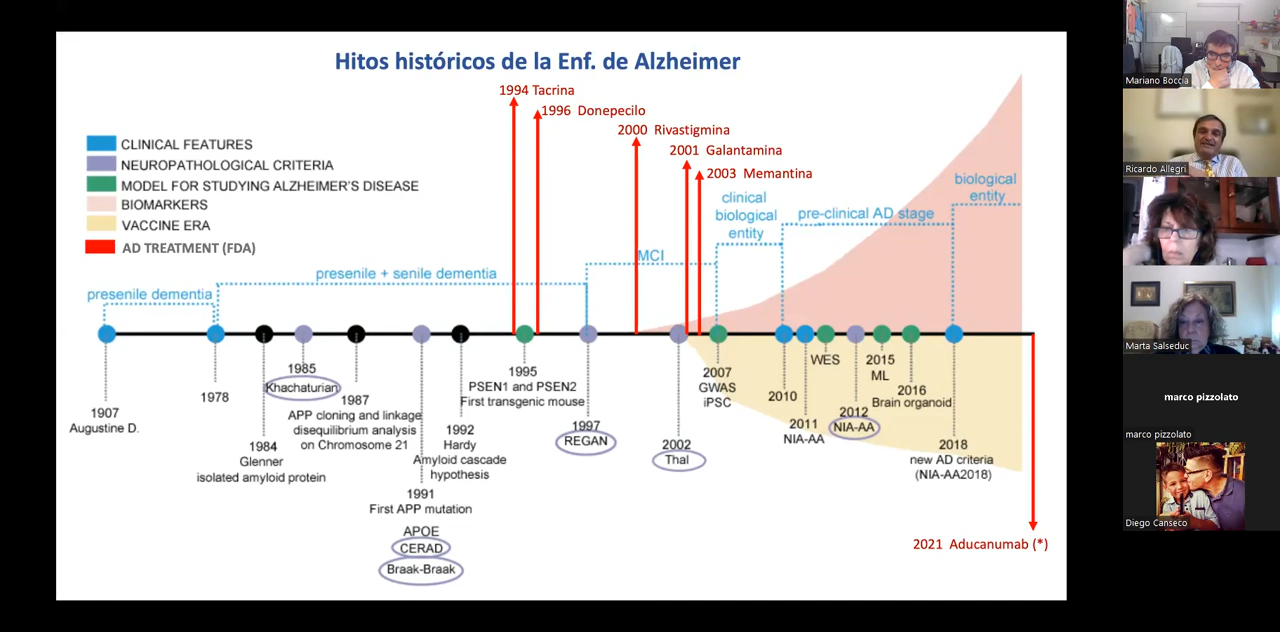 Hitos históricos de la Enf. de Alzheimer
1994 Tacrina
1996 Donepecilo
2000 Rivastigmina
2001 Galantamina
2003 Memantina
CLINICAL FEATURES
NEUROPATHOLOGICAL CRITERIA
MODEL FOR STUDYING ALZHEIMER'S DISEASE
BIOMARKERS
VACCINE ERA
AD TREATMENT (FDA)
presenile dementia
presenile + senile dementia
MCI
clinical
biological
entity
pre-clinical AD stage
biological
entity
1907
Augustine D.
1978
1984
Glenner
isolated amyloid protein
1985
Khachaturian
1987
APP cloning and linkage
disequilibrium analysis
on Chromosome 21
1991
First APP mutation
APOE
CERAD
Braak-Braak
1992
Hardy
Amyloid cascade
hypothesis
1995
PSEN1 and PSEN2
First transgenic mouse
1997
REGAN
2002
Thal
2007
GWAS
iPSC
2010
2011
NIA-AA
WES
2012
NIA-AA
2015
ML
2016
Brain organoid
2018
new AD criteria
(NIA-AA2018)
2021 Aducanumab (*)
Mariano Boccia
Ricardo Allegri
Marta Salseduc
marco pizzolato
marco pizzolato
Diego Canseco